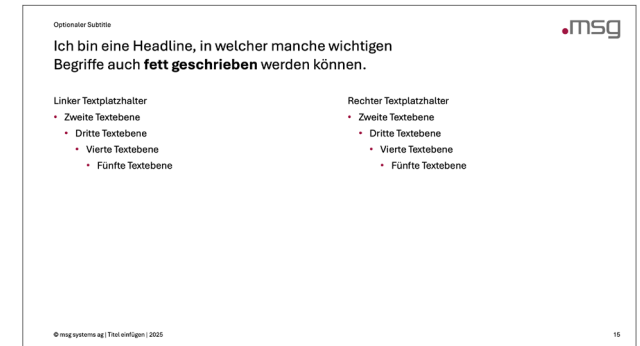 Optionaler Subtitle
.msg
Ich bin eine Headline, in welcher manche wichtigen
Begriffe auch fett geschrieben werden können.
Linker Textplatzhalter
• Zweite Textebene
• Dritte Textebene
• Vierte Textebene
• Fünfte Textebene
Rechter Textplatzhalter
• Zweite Textebene
• Dritte Textebene
• Vierte Textebene
• Fünfte Textebene
© msg systems ag | Titel einfügen | 2025
15